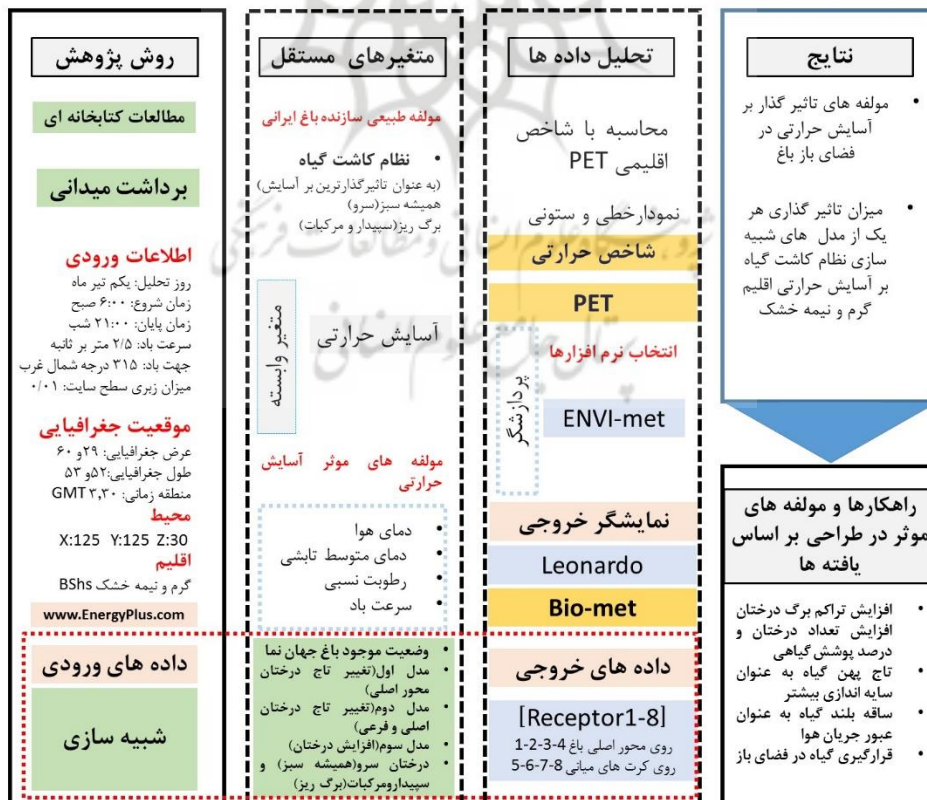 روش پژوهش
مطالعات کتابخانه ای
برداشت میدانی
اطلاعات ورودی
روز تحلیل: یکم تیر ماه
زمان شروع: ۶:۰۰ صبح
زمان پایان: ۲۱:۰۰ شب
سرعت باد: ۲/۵ متر بر ثانیه
جهت باد: ۳۱۵ درجه شمال غرب
میزان زبری سطح سایت: ۰/۰۱
موقعیت جغرافیایی
عرض جغرافیایی: ۲۹و ۶۰
طول جغرافیایی:۵۲و ۵۳
منطقه زمانی: GMT ۳,۳۰
محیط
X:125 Y:125 Z:30
اقلیم
گرم و نیمه خشک BShs
www.EnergyPlus.com
داده های ورودی
شبیه سازی
متغیرهای مستقل
مولفه طبیعی سازنده باغ ایرانی
• نظام کاشت گیاه
(به عنوان تاثیرگذارترین بر آسایش)
همیشه سبز(سرو)
برگ ریز(سپیدار و مرکبات)
متغیر وابسته
آسایش حرارتی
مولفه های موثر آسایش
حرارتی
• دمای هوا
• دمای متوسط تابشی
• رطوبت نسبی
• سرعت باد
• وضعیت موجود باغ جهان نما
• مدل اول(تغییر تاج درختان
محور اصلی)
• مدل دوم(تغییر تاج درختان
اصلی و فرعی)
• مدل سوم(افزایش درختان)
• درختان سرو(همیشه سبز) و
سپیدارومرکبات(برگ ریز)
تحلیل داده ها
محاسبه با شاخص
اقلیمی PET
نمودارخطی و ستونی
شاخص حرارتی
PET
انتخاب نرم افزارها
پردازشگر
ENVI-met
نمایشگر خروجی
Leonardo
Bio-met
داده های خروجی
[Receptor1-8]
روی محور اصلی باغ 4-3-2-1
روی کرت های میانی 8-7-6-5
نتایج
• مولفه های تاثیر گذار بر
آسایش حرارتی در
فضای باز باغ
• میزان تاثیر گذاری هر
یک از مدل های شبیه
سازی نظام کاشت گیاه
بر آسایش حرارتی اقلیم
گرم و نیمه خشک
راهکارها و مولفه های
موثر در طراحی بر اساس
یافته ها
• افزایش تراکم برگ درختان
افزایش تعداد درختان و
درصد پوشش گیاهی
• تاج پهن گیاه به عنوان
سایه اندازی بیشتر
• ساقه بلند گیاه به عنوان
عبور جریان هوا
• قرارگیری گیاه در فضای باز
پژوهشگاه علوم انسانی و مطالعات فرهنگی
پرتال جامع علوم انسانی